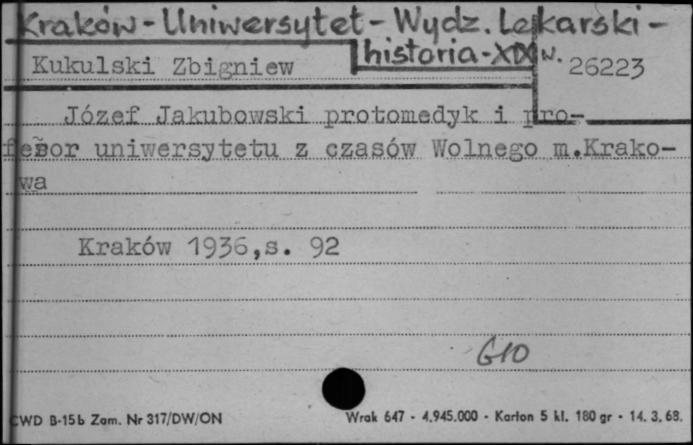 Kraków - Uniwersytet - Wydz. Lekarski -
historia - XIX w.
Kukulski Zbigniew 26223
Józef Jakubowski protomedyk i pro-
fesor uniwersytetu z czasów Wolnego m.Krako-
wa
Kraków 1936,s. 92
G10
CWD B-15b Zam. Nr 317/DW/ON Wrak 647 - 4.945.000 - Karton 5 kl. 180 gr - 14. 3. 68.